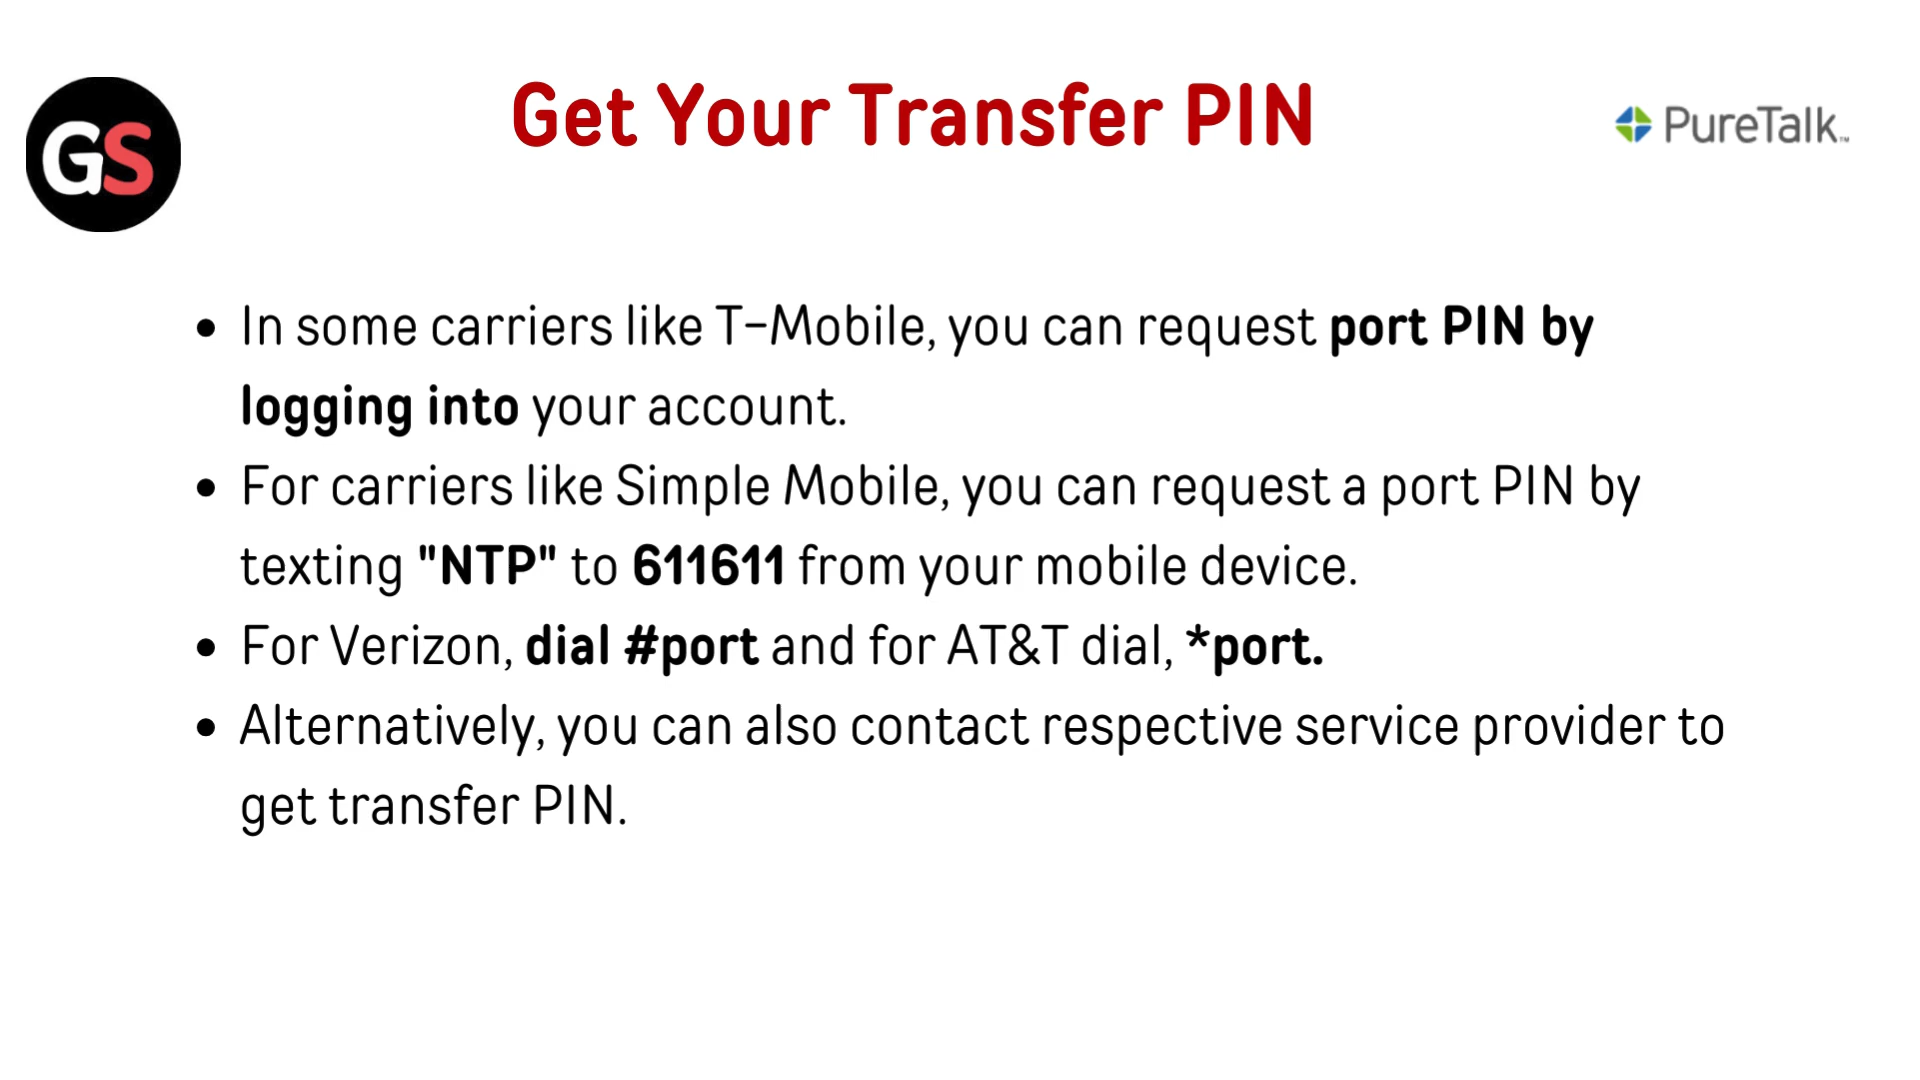 GS
Get Your Transfer PIN
PureTalk™
• In some carriers like T-Mobile, you can request port PIN by
logging into your account.
• For carriers like Simple Mobile, you can request a port PIN by
texting "NTP" to 611611 from your mobile device.
• For Verizon, dial #port and for AT&T dial, *port.
• Alternatively, you can also contact respective service provider to
get transfer PIN.